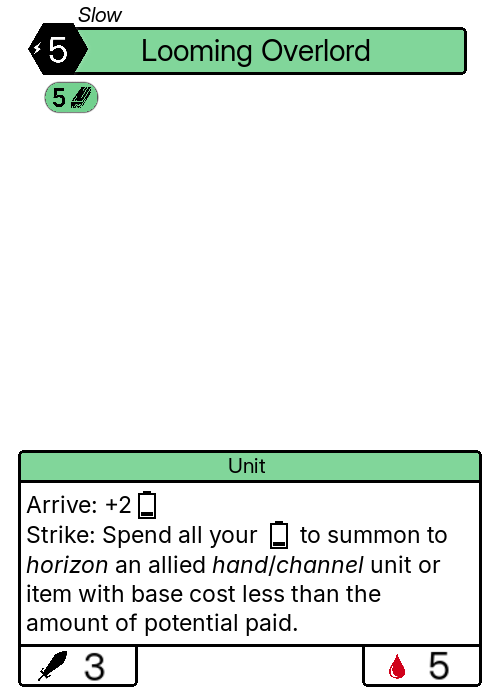 Slow
5 Looming Overlord
5
Unit
Arrive: +2
Strike: Spend all your to summon to
horizon an allied hand/channel unit or
item with base cost less than the
amount of potential paid.
3 5